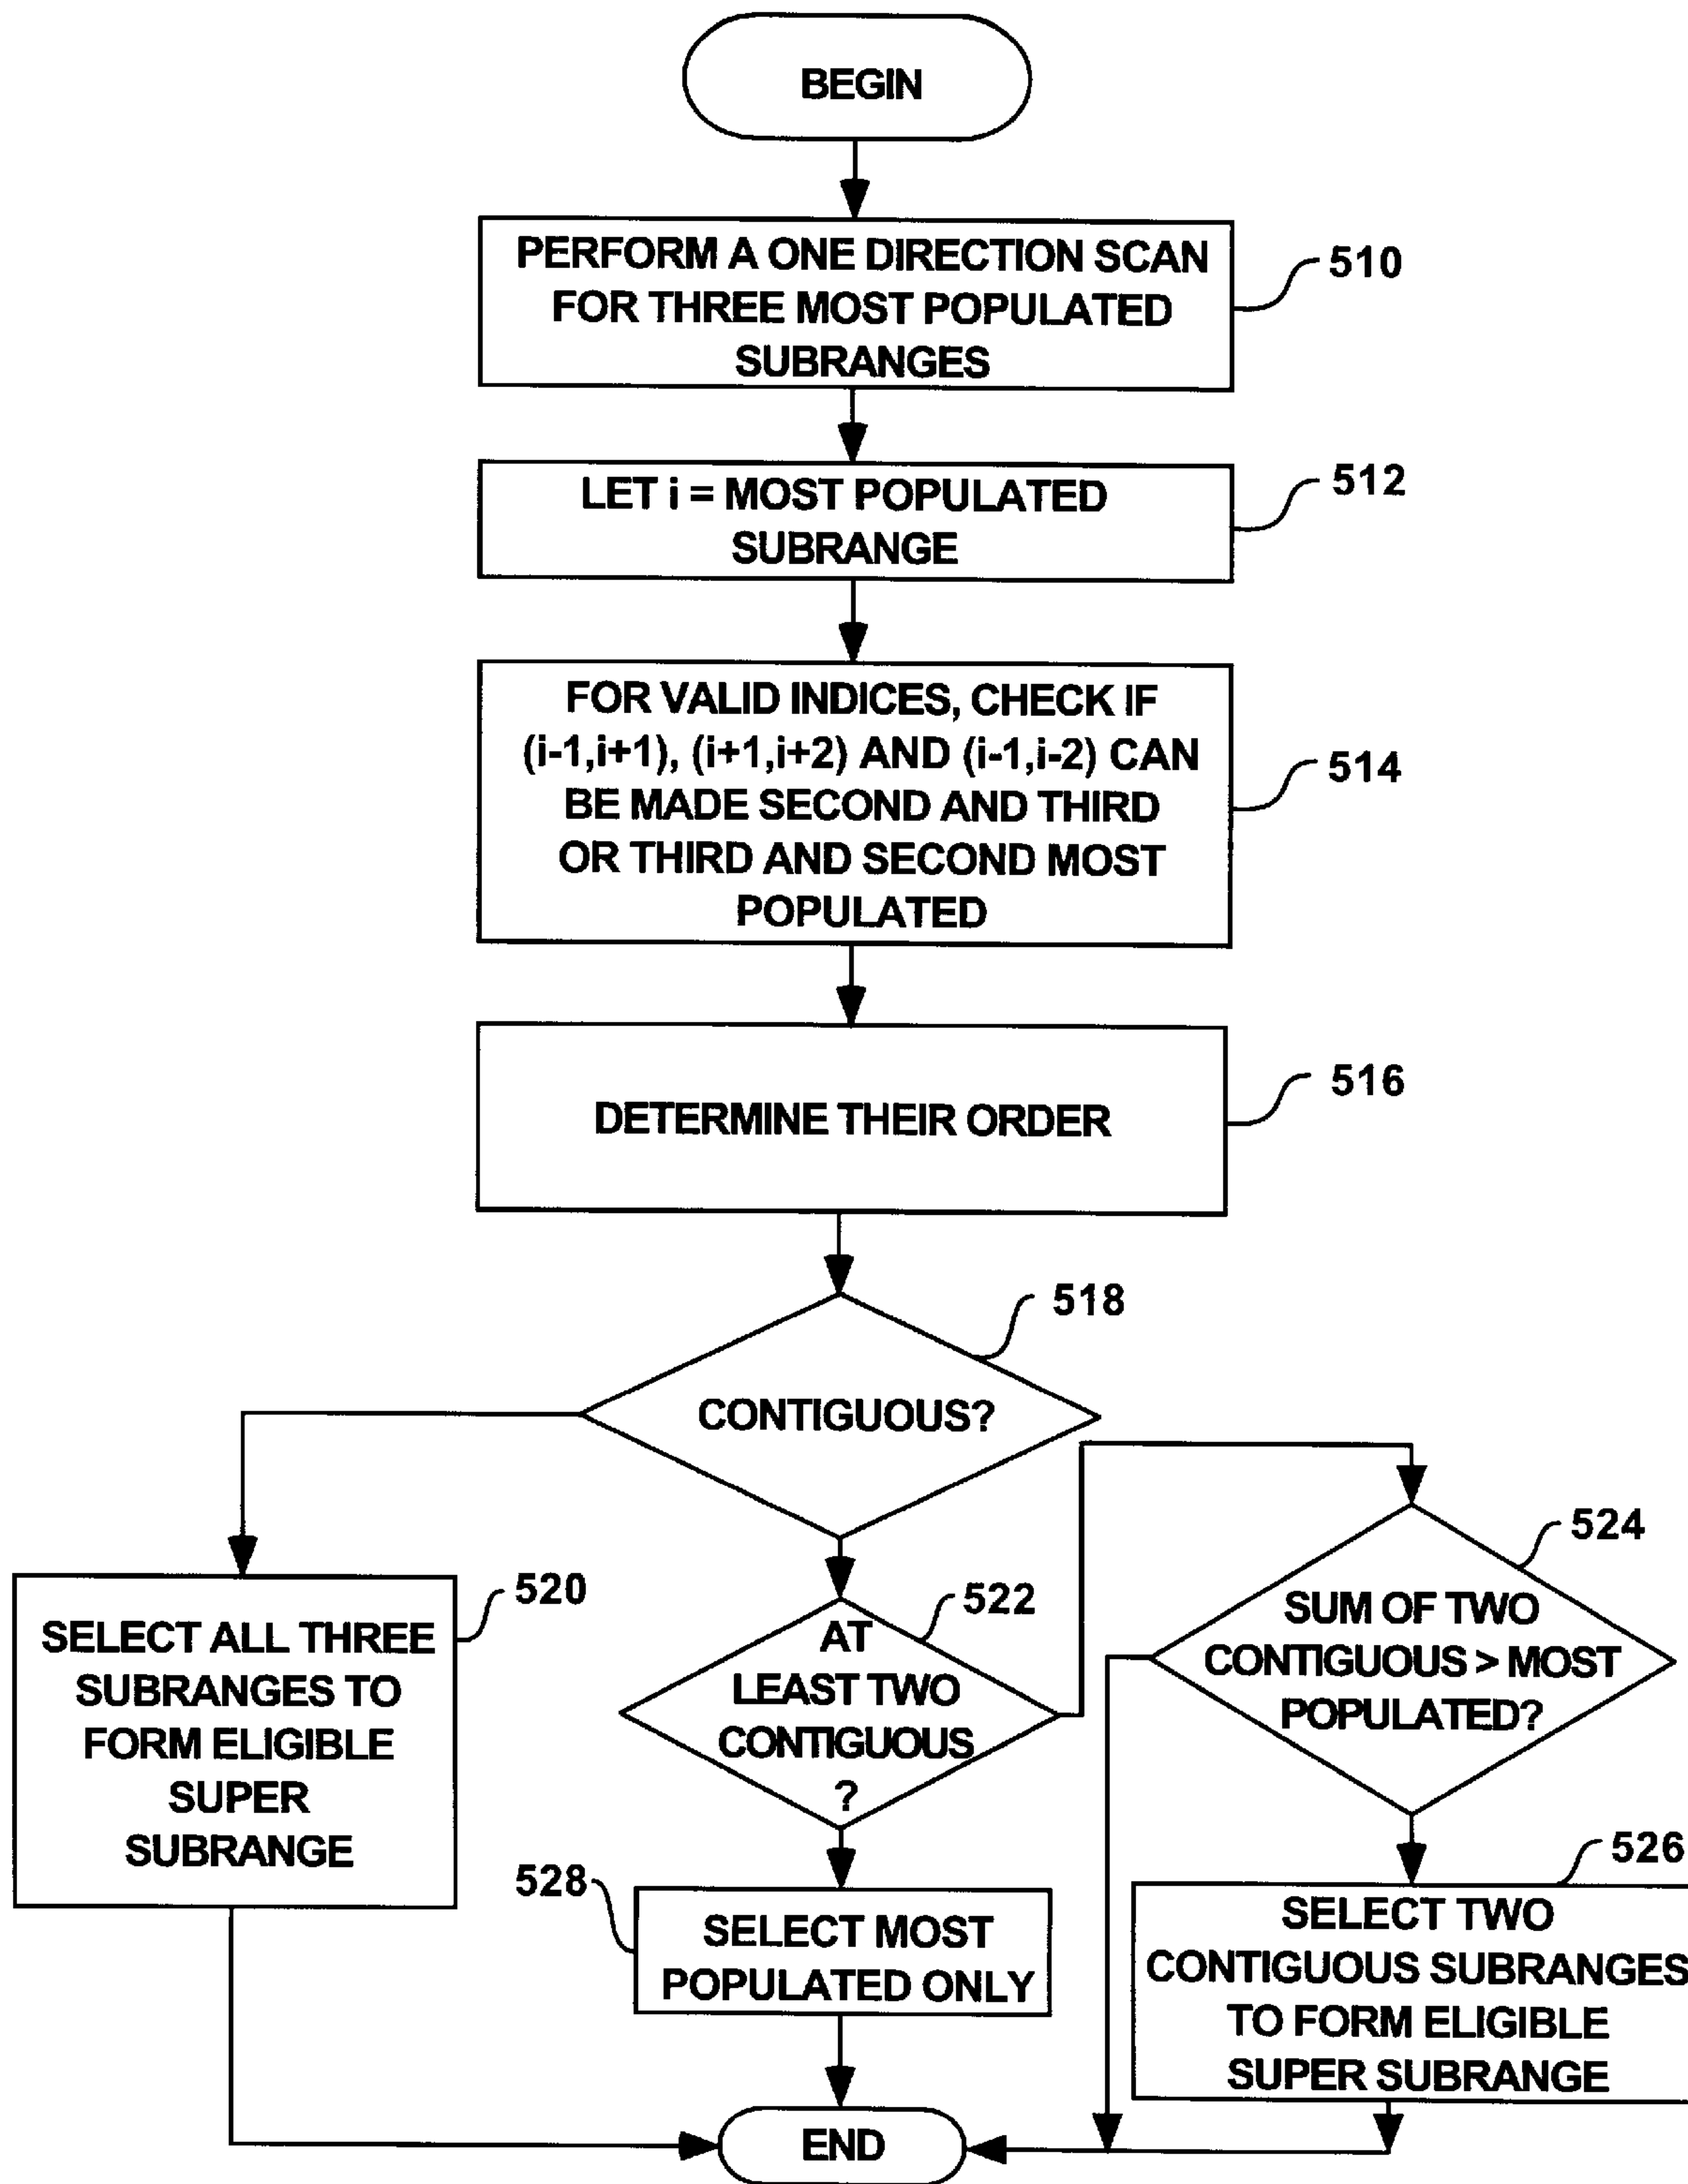 BEGIN
PERFORM A ONE DIRECTION SCAN
FOR THREE MOST POPULATED
SUBRANGES
510
LET i = MOST POPULATED
SUBRANGE
512
FOR VALID INDICES, CHECK IF
(i-1,i+1), (i+1,i+2) AND (i-1,i-2) CAN
BE MADE SECOND AND THIRD
OR THIRD AND SECOND MOST
POPULATED
514
DETERMINE THEIR ORDER
516
CONTIGUOUS?
518
SELECT ALL THREE
SUBRANGES TO
FORM ELIGIBLE
SUPER
SUBRANGE
520
AT
LEAST TWO
CONTIGUOUS
?
522
SUM OF TWO
CONTIGUOUS > MOST
POPULATED?
524
SELECT MOST
POPULATED ONLY
528
SELECT TWO
CONTIGUOUS SUBRANGES
TO FORM ELIGIBLE
SUPER SUBRANGE
526
END